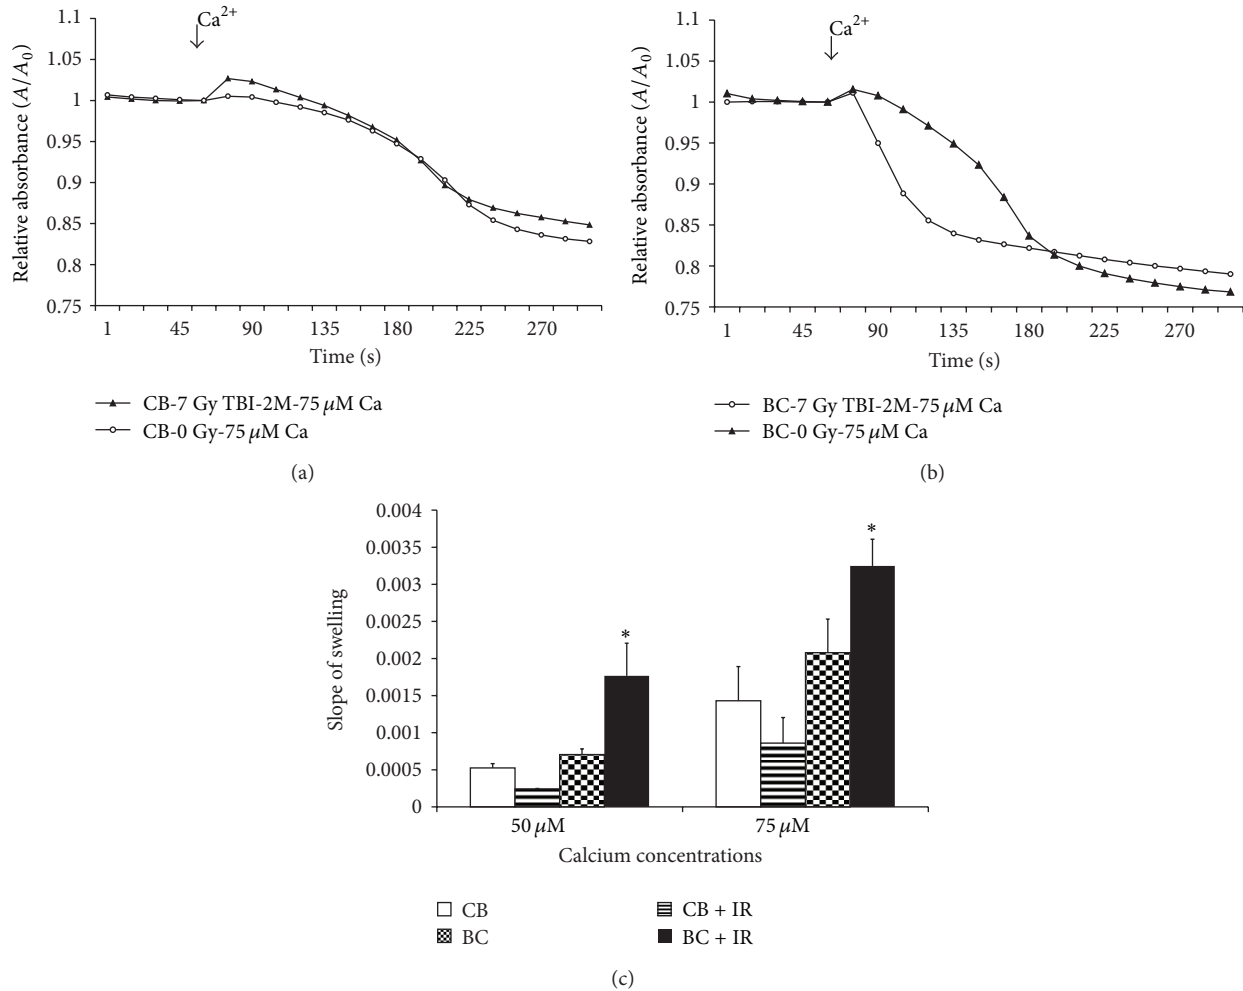 1.1
1.05
1
0.95
0.9
0.85
0.8
0.75
Relative absorbance (A/A₀)
Ca²⁺
1 45 90 135 180 225 270
Time (s)
CB-7 Gy TBI-2M-75 μM Ca
CB-0 Gy-75 μM Ca
(a)
1.1
1.05
1
0.95
0.9
0.85
0.8
0.75
Relative absorbance (A/A₀)
Ca²⁺
1 45 90 135 180 225 270
Time (s)
BC-7 Gy TBI-2M-75 μM Ca
BC-0 Gy-75 μM Ca
(b)
0.004
0.0035
0.003
0.0025
0.002
0.0015
0.001
0.0005
0
Slope of swelling
*
*
50 μM 75 μM
Calcium concentrations
CB CB + IR
BC BC + IR
(c)